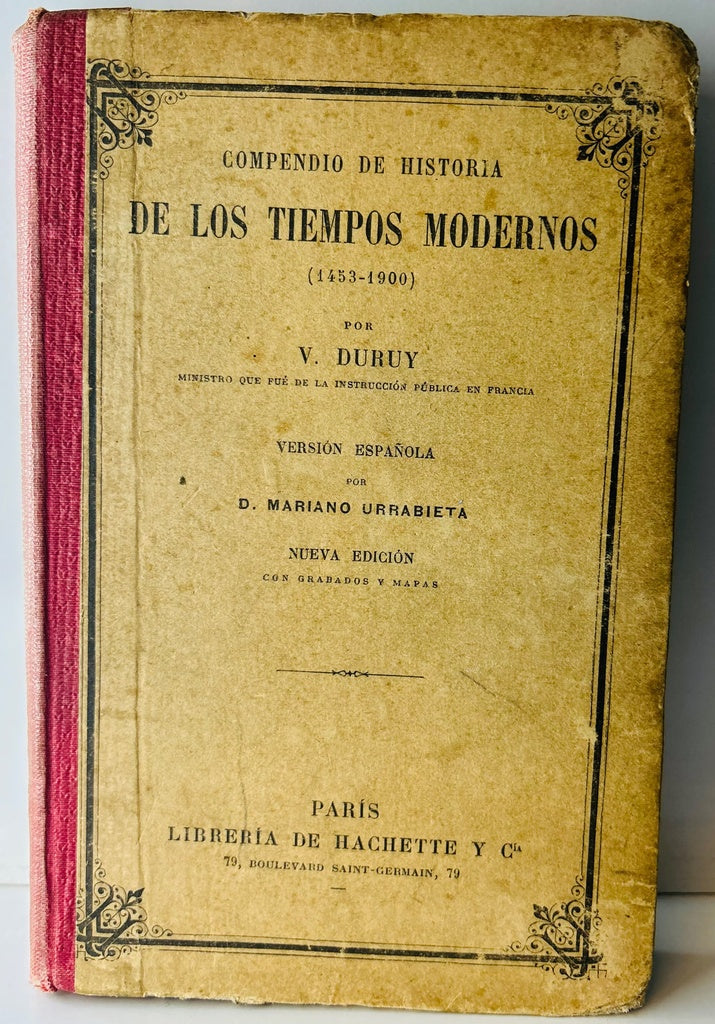 COMPENDIO DE HISTORIA
DE LOS TIEMPOS MODERNOS
(1453-1900)
POR
V. DURUY
MINISTRO QUE FUÉ DE LA INSTRUCCIÓN PÚBLICA EN FRANCIA
VERSIÓN ESPAÑOLA
POR
D. MARIANO URRABIETA
NUEVA EDICIÓN
CON GRABADOS Y MAPAS
PARÍS
LIBRERÍA DE HACHETTE Y Cía
79, BOULEVARD SAINT-GERMAIN, 79